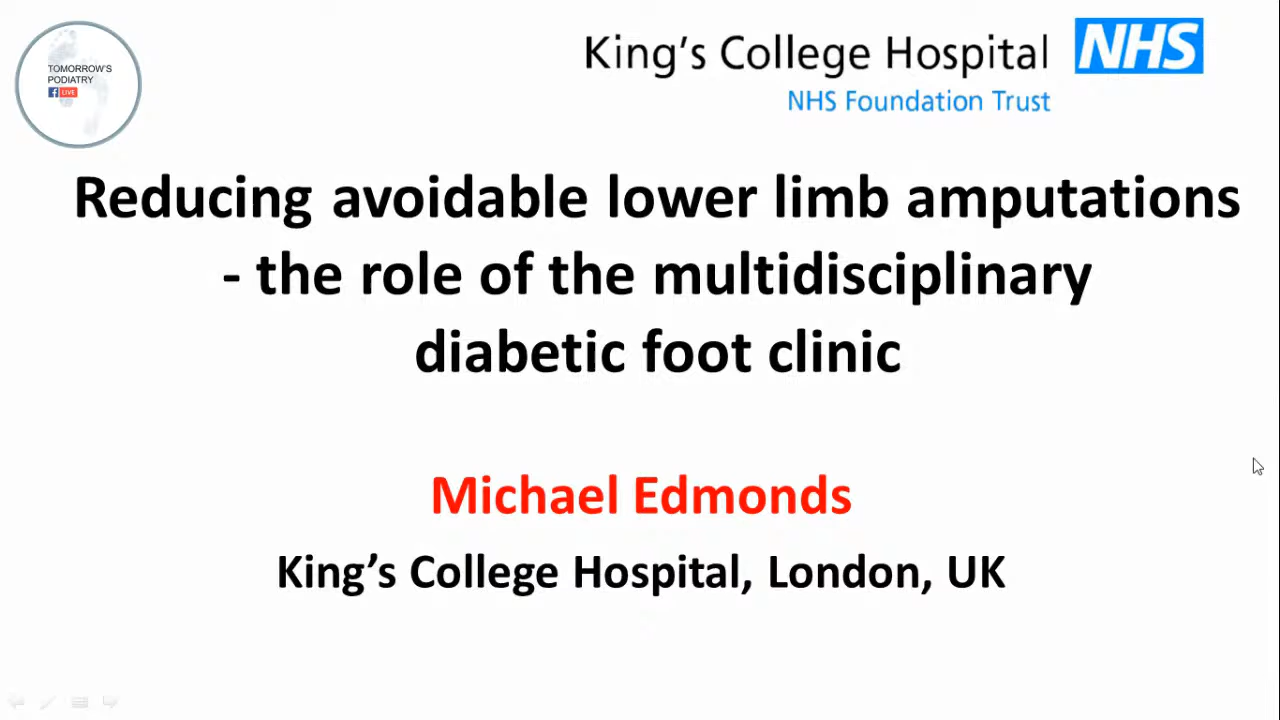 TOMORROW'S
PODIATRY
f LIVE
King's College Hospital NHS
NHS Foundation Trust
Reducing avoidable lower limb amputations
- the role of the multidisciplinary
diabetic foot clinic
Michael Edmonds
King's College Hospital, London, UK